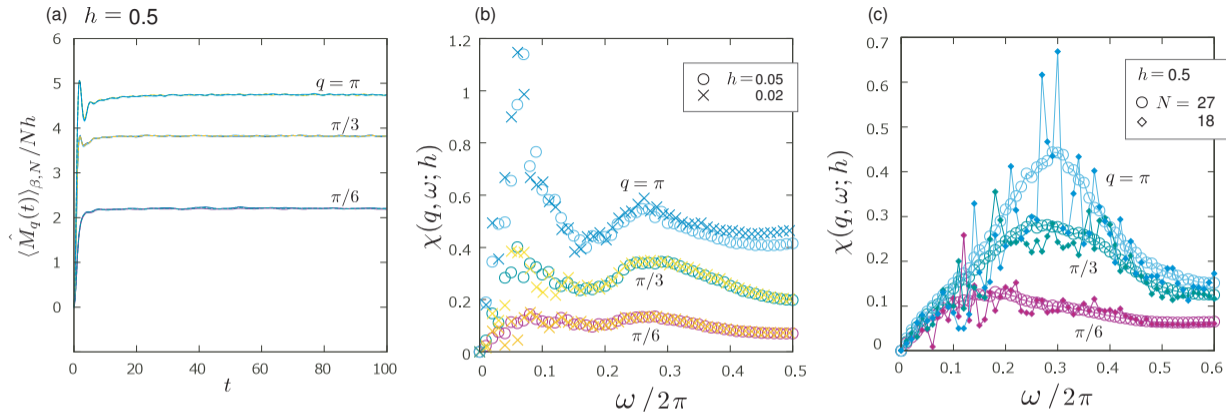 (a) h = 0.5
⟨M̂_q(t)⟩_{β,N}/Nh
6
5
4
3
2
1
0
q = π
π/3
π/6
0 20 40 60 80 100
t
(b)
χ(q, ω; h)
1.2
1.0
0.8
0.6
0.4
0.2
0
h = 0.05
0.02
q = π
π/3
π/6
0 0.1 0.2 0.3 0.4 0.5
ω/2π
(c)
χ(q, ω; h)
0.7
0.6
0.5
0.4
0.3
0.2
0.1
0
h = 0.5
N = 27
18
q = π
π/3
π/6
0 0.1 0.2 0.3 0.4 0.5 0.6
ω/2π